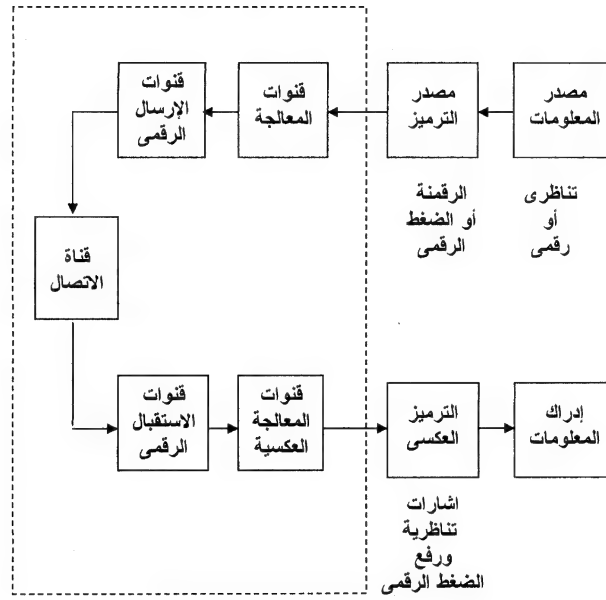 مصدر
المعلومات
مصدر
الترميز
قنوات
المعالجة
قنوات
الإرسال
الرقمى
تناظرى
أو
رقمى
الرقمنة
أو الضغط
الرقمى
قناة
الاتصال
قنوات
الاستقبال
الرقمى
قنوات
المعالجة
العكسية
الترميز
العكسى
إدراك
المعلومات
اشارات
تناظرية
ورفع
الضغط الرقمى